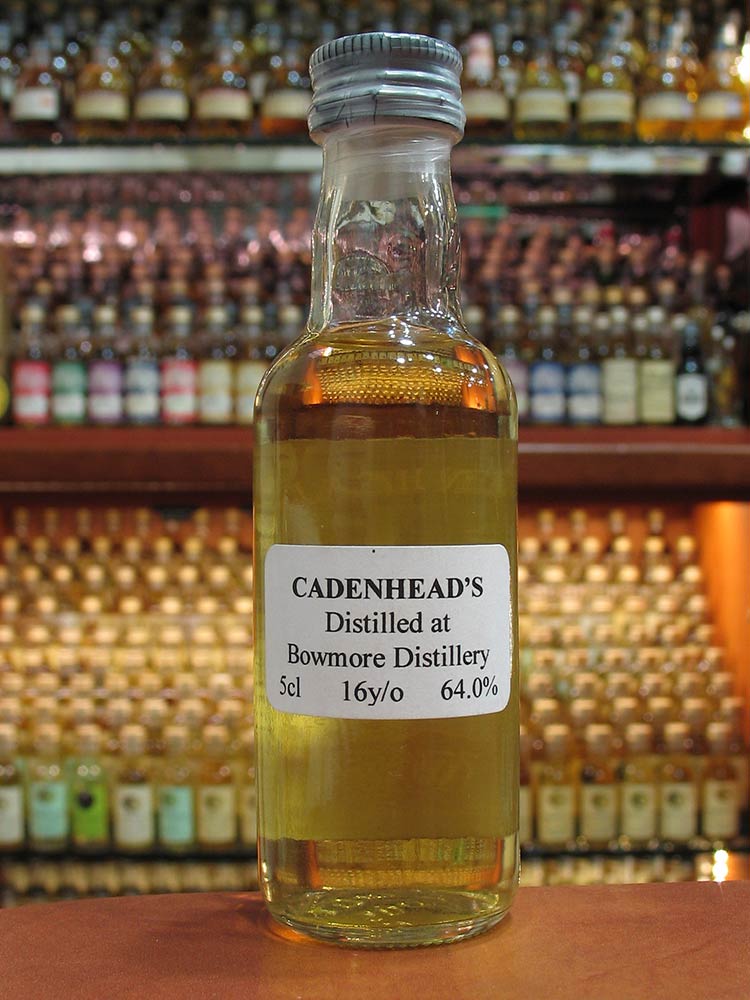 CADENHEAD'S
Distilled at
Bowmore Distillery
5cl 16y/o 64.0%